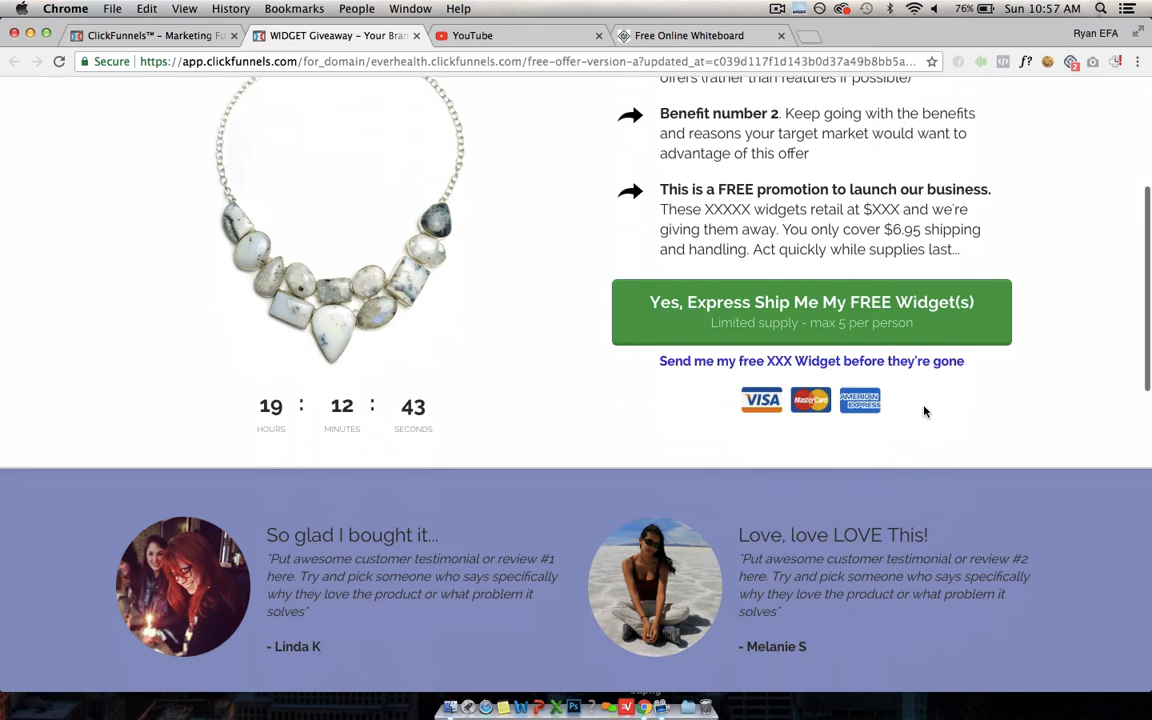 Chrome File Edit View History Bookmarks People Window Help 76% Sun 10:57 AM
ClickFunnels™ – Marketing Fu WIDGET Giveaway – Your Bran YouTube Free Online Whiteboard Ryan EFA
Secure https://app.clickfunnels.com/for_domain/everhealth.clickfunnels.com/free-offer-version-a?updated_at=c039d117f1d143b0d37a49b8bb5a...
offers (rather than features if possible)
Benefit number 2. Keep going with the benefits
and reasons your target market would want to
advantage of this offer
This is a FREE promotion to launch our business.
These XXXXX widgets retail at $XXX and we're
giving them away. You only cover $6.95 shipping
and handling. Act quickly while supplies last...
Yes, Express Ship Me My FREE Widget(s)
Limited supply - max 5 per person
Send me my free XXX Widget before they're gone
VISA MasterCard AMERICAN EXPRESS
19 : 12 : 43
HOURS MINUTES SECONDS
So glad I bought it...
"Put awesome customer testimonial or review #1
here. Try and pick someone who says specifically
why they love the product or what problem it
solves"
- Linda K
Love, love LOVE This!
"Put awesome customer testimonial or review #2
here. Try and pick someone who says specifically
why they love the product or what problem it
solves"
- Melanie S